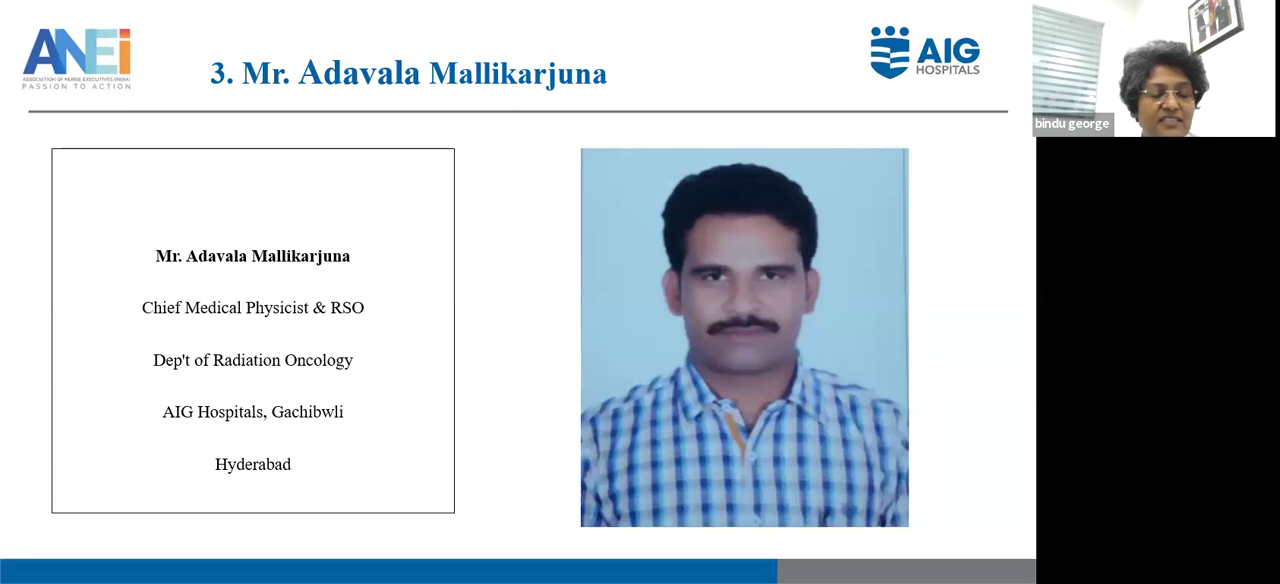 ANEi
ASSOCIATION OF NURSE EXECUTIVES (INDIA)
PASSION TO ACTION
3. Mr. Adavala Mallikarjuna
AIG
HOSPITALS
bindu george
Mr. Adavala Mallikarjuna
Chief Medical Physicist & RSO
Dep't of Radiation Oncology
AIG Hospitals, Gachibwli
Hyderabad